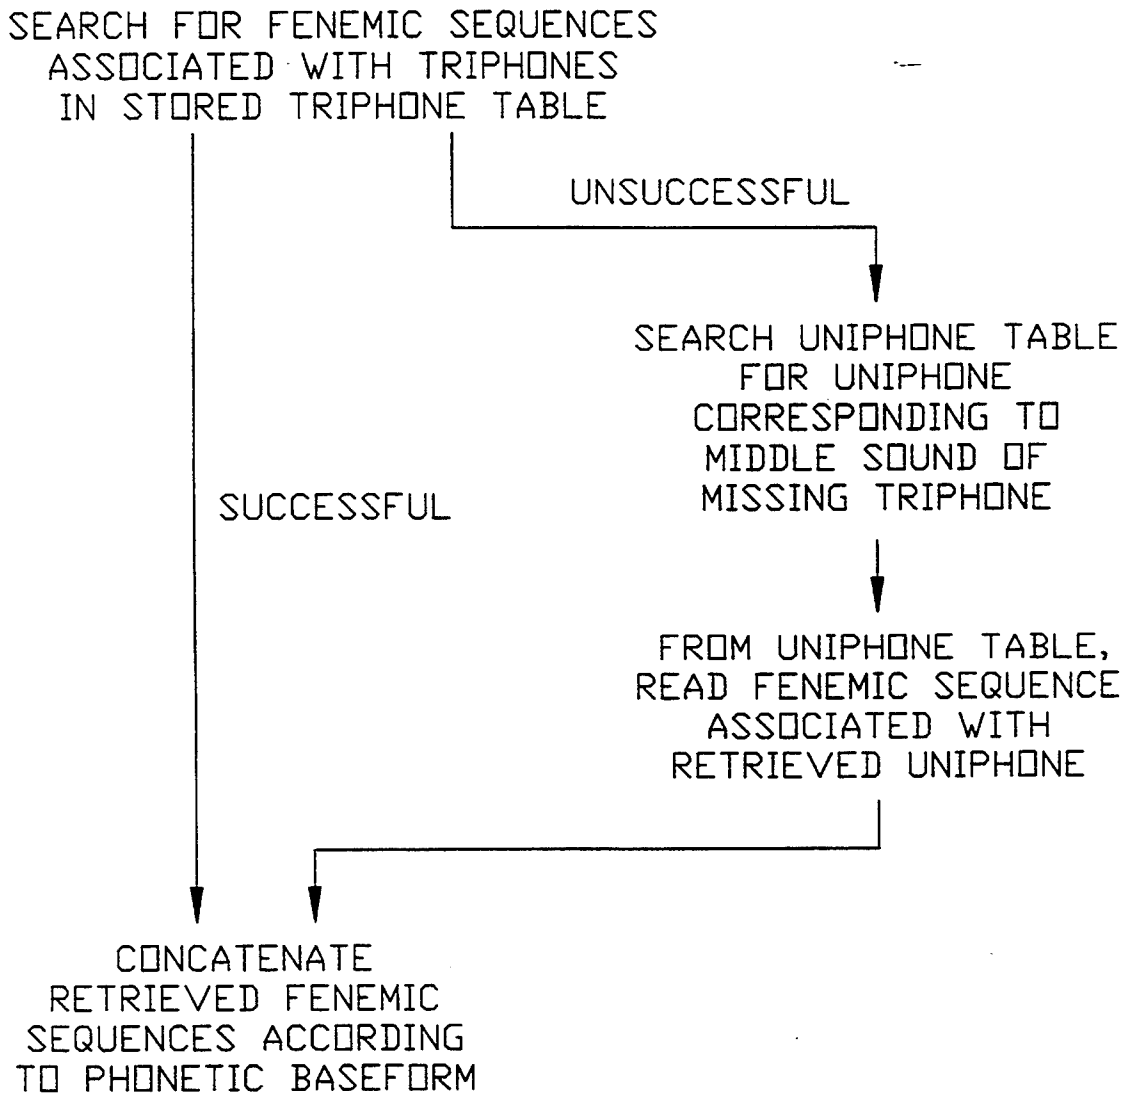 SEARCH FOR FENEMIC SEQUENCES
ASSOCIATED WITH TRIPHONES
IN STORED TRIPHONE TABLE
UNSUCCESSFUL
SEARCH UNIPHONE TABLE
FOR UNIPHONE
CORRESPONDING TO
MIDDLE SOUND OF
MISSING TRIPHONE
SUCCESSFUL
FROM UNIPHONE TABLE,
READ FENEMIC SEQUENCE
ASSOCIATED WITH
RETRIEVED UNIPHONE
CONCATENATE
RETRIEVED FENEMIC
SEQUENCES ACCORDING
TO PHONETIC BASEFORM